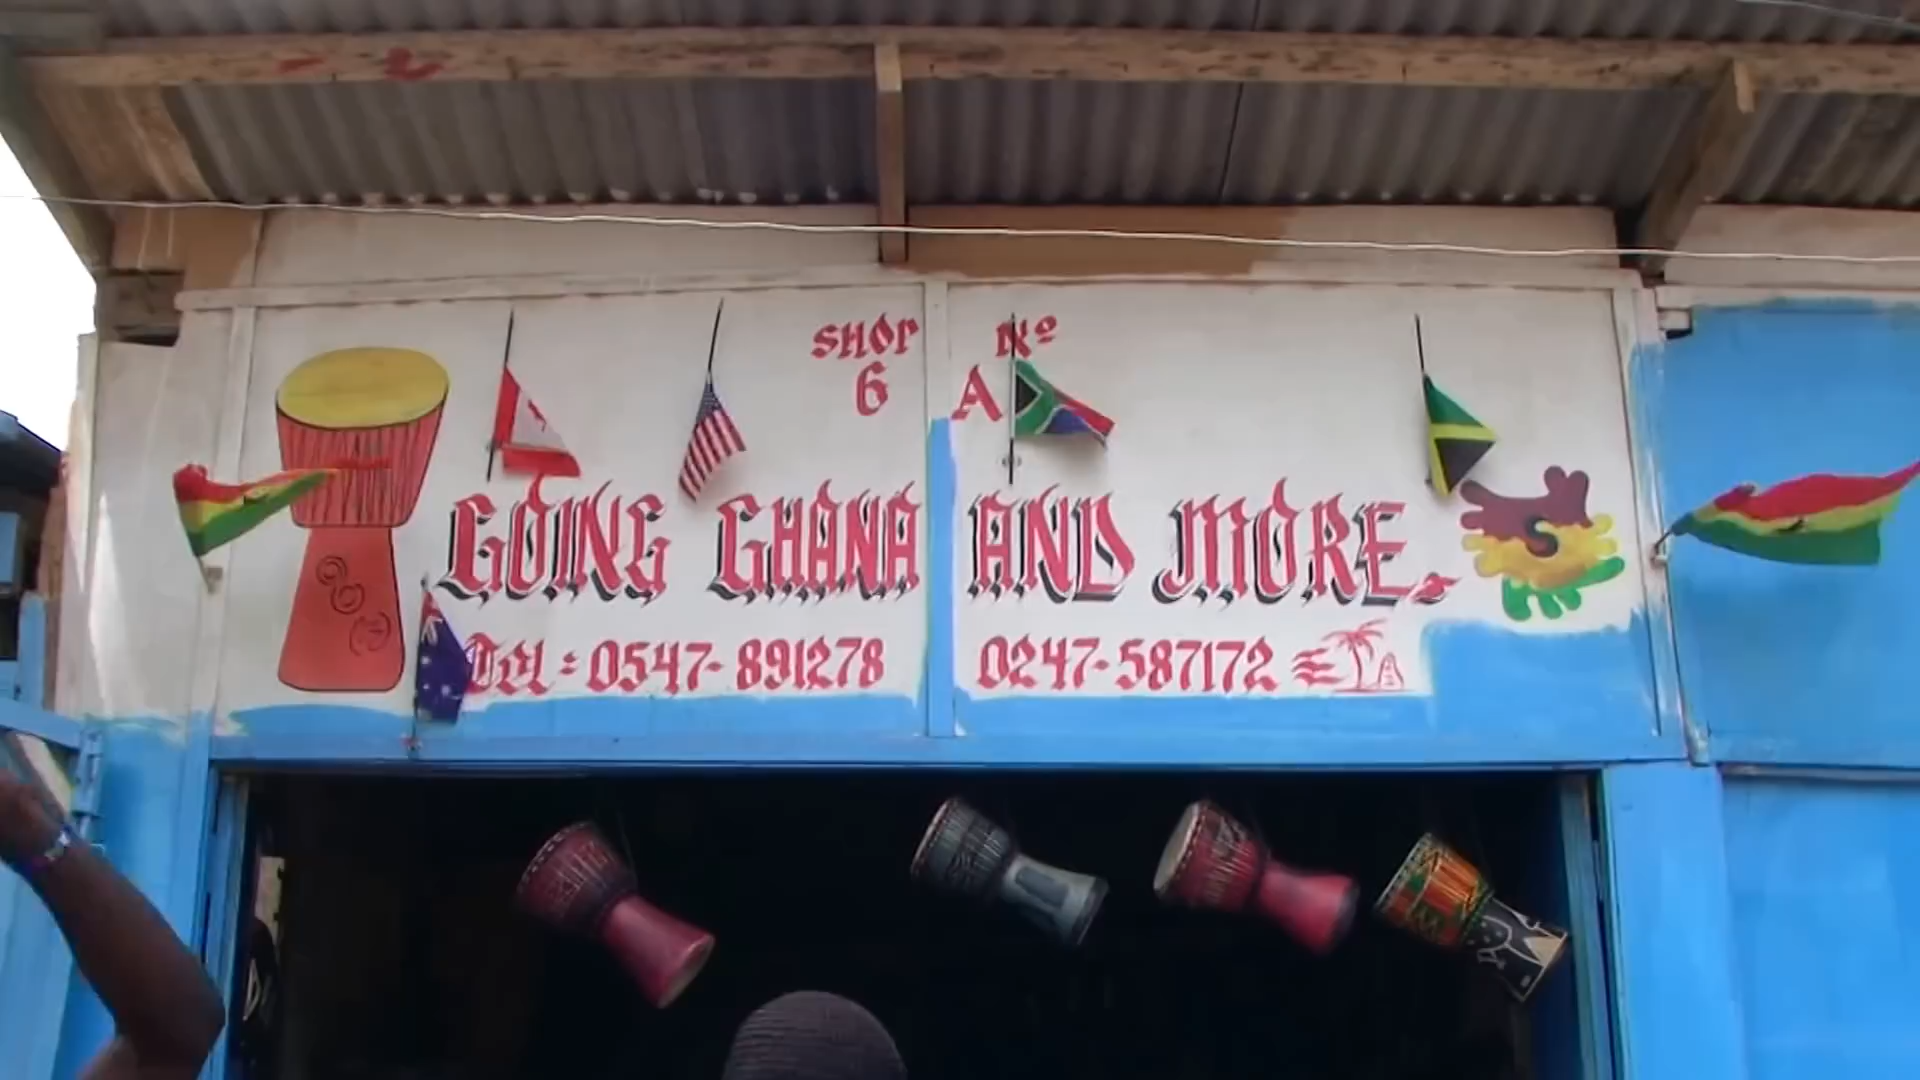 SHOP Nº
6 A
GOING GHANA AND MORE.
Tel = 0547-891278 0247-587172